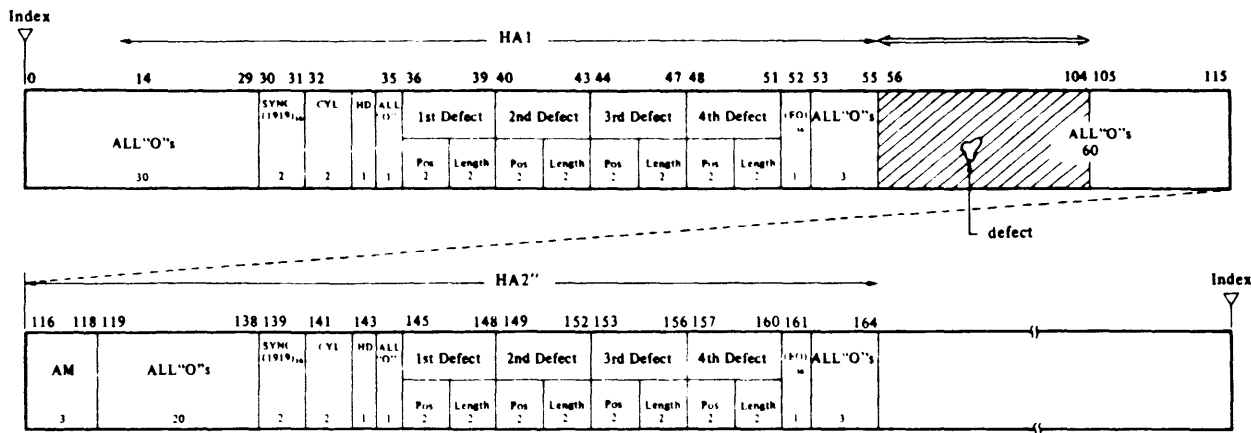 Index
HA1
0 14 29 30 31 32 35 36 39 40 43 44 47 48 51 52 53 55 56 104 105 115
ALL"O"s
30
SYNC
(1919)16
2
CYL
2
HD
1
ALL
"O"
1
1st Defect
Pos
2
Length
2
2nd Defect
Pos
2
Length
2
3rd Defect
Pos
2
Length
2
4th Defect
Pos
2
Length
2
16
1
ALL"O"s
3
ALL"O"s
60
defect
HA2"
Index
116 118 119 138 139 141 143 145 148 149 152 153 156 157 160 161 164
AM
3
ALL"O"s
20
SYNC
(1919)16
2
CYL
2
HD
1
ALL
"O"
1
1st Defect
Pos
2
Length
2
2nd Defect
Pos
2
Length
2
3rd Defect
Pos
2
Length
2
4th Defect
Pos
2
Length
2
16
1
ALL"O"s
3